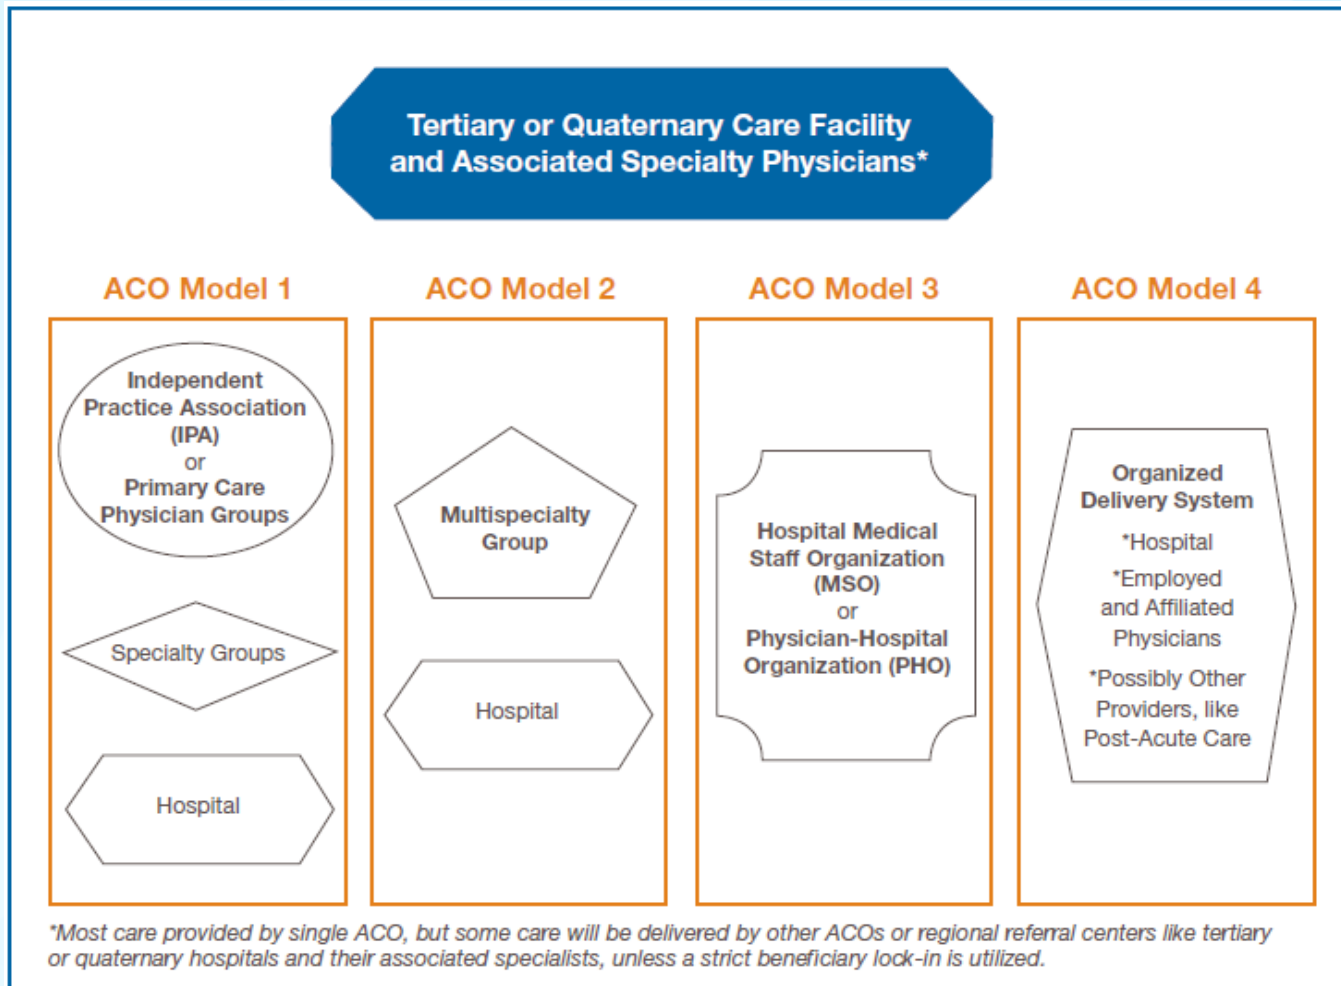 Tertiary or Quaternary Care Facility
and Associated Specialty Physicians*
ACO Model 1
Independent
Practice Association
(IPA)
or
Primary Care
Physician Groups
Specialty Groups
Hospital
ACO Model 2
Multispecialty
Group
Hospital
ACO Model 3
Hospital Medical
Staff Organization
(MSO)
or
Physician-Hospital
Organization (PHO)
ACO Model 4
Organized
Delivery System
*Hospital
*Employed
and Affiliated
Physicians
*Possibly Other
Providers, like
Post-Acute Care
*Most care provided by single ACO, but some care will be delivered by other ACOs or regional referral centers like tertiary
or quaternary hospitals and their associated specialists, unless a strict beneficiary lock-in is utilized.